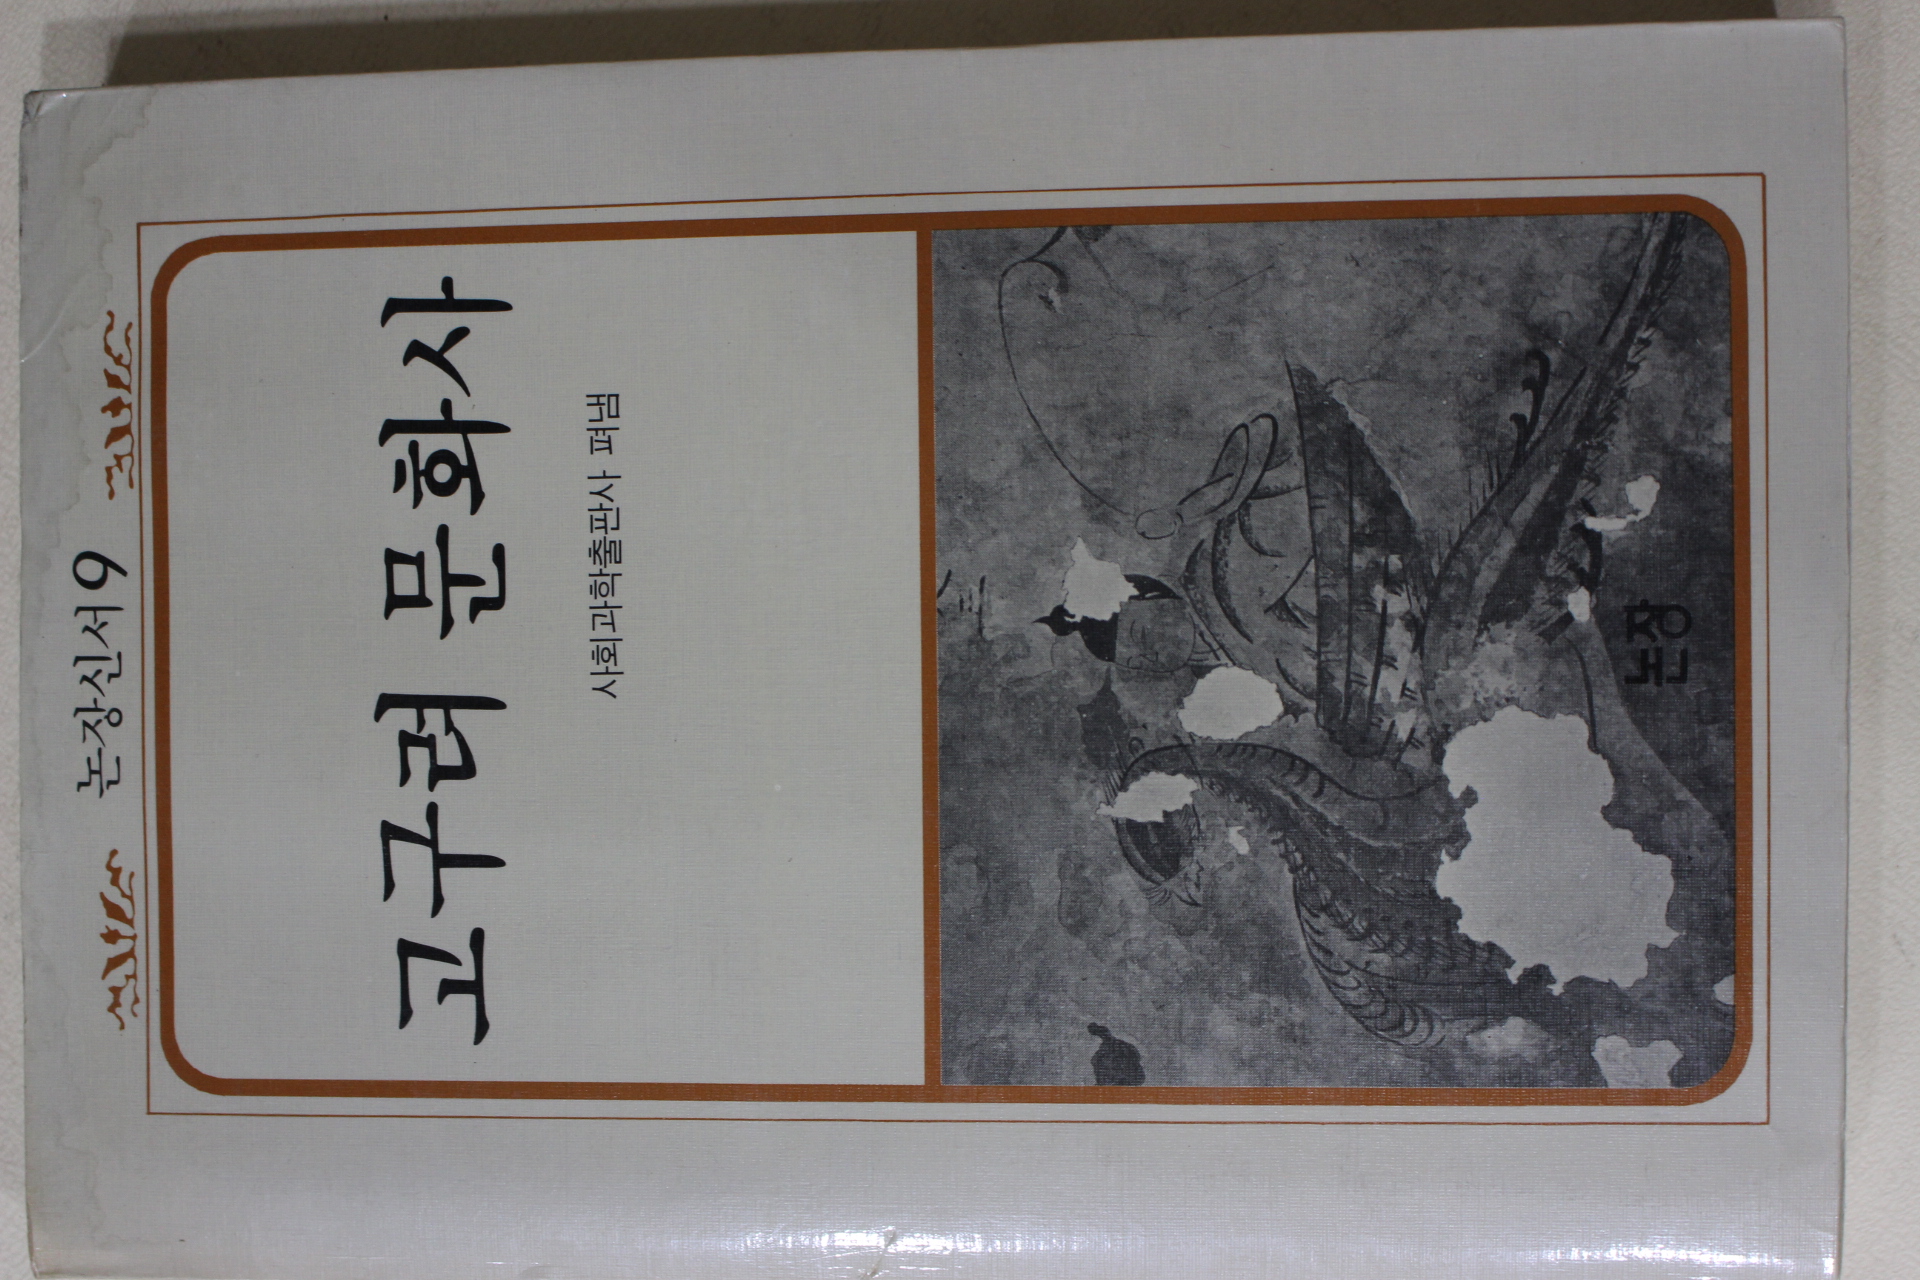 논장신서 9
고구려 문화사
사회과학출판사 펴냄
논장